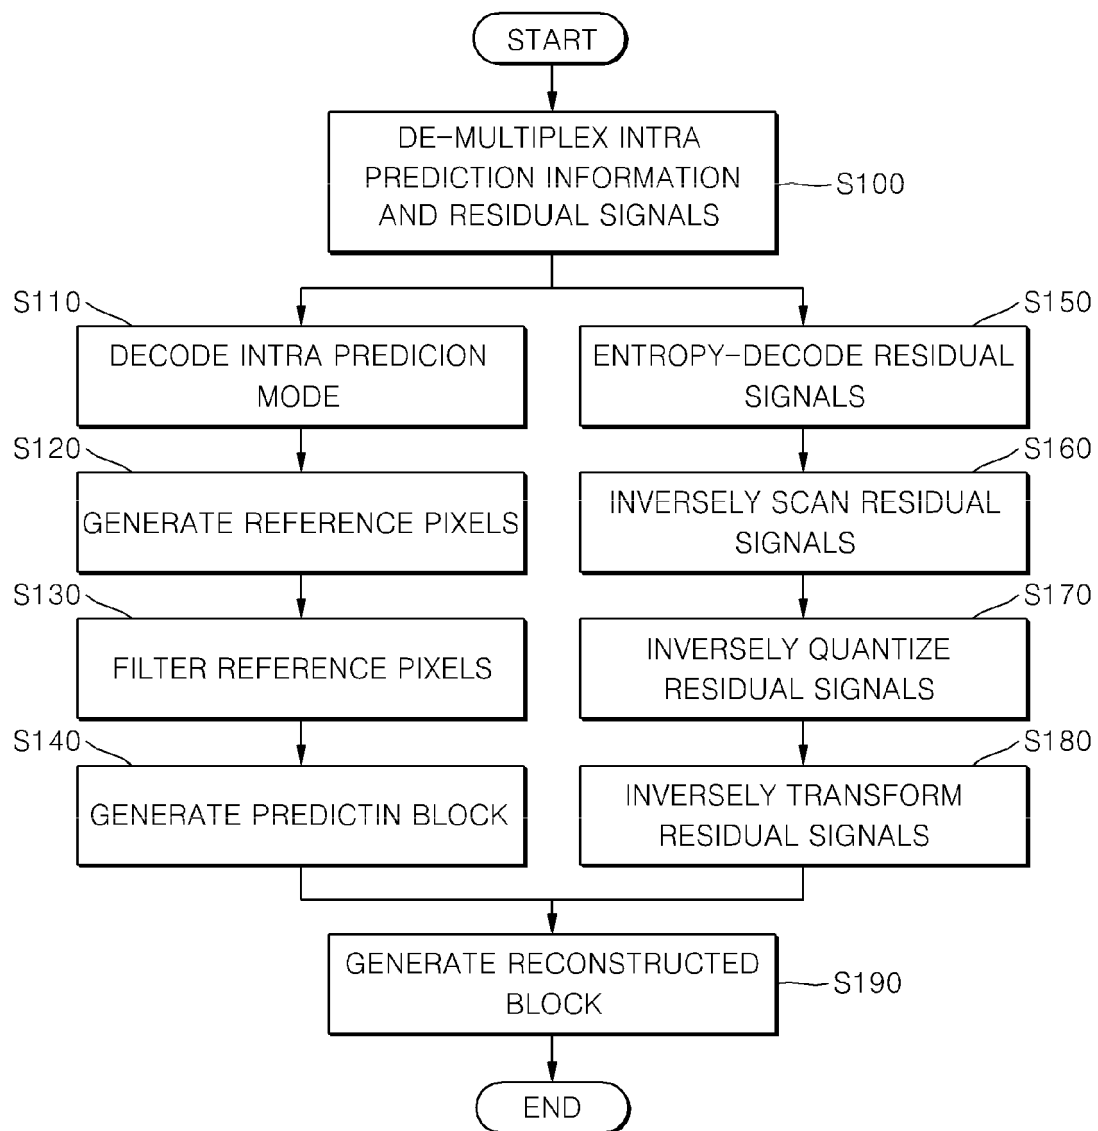 START
DE-MULTIPLEX INTRA
PREDICTION INFORMATION
AND RESIDUAL SIGNALS
S100
S110
DECODE INTRA PREDICION
MODE
S120
GENERATE REFERENCE PIXELS
S130
FILTER REFERENCE PIXELS
S140
GENERATE PREDICTIN BLOCK
S150
ENTROPY-DECODE RESIDUAL
SIGNALS
S160
INVERSELY SCAN RESIDUAL
SIGNALS
S170
INVERSELY QUANTIZE
RESIDUAL SIGNALS
S180
INVERSELY TRANSFORM
RESIDUAL SIGNALS
GENERATE RECONSTRUCTED
BLOCK
S190
END